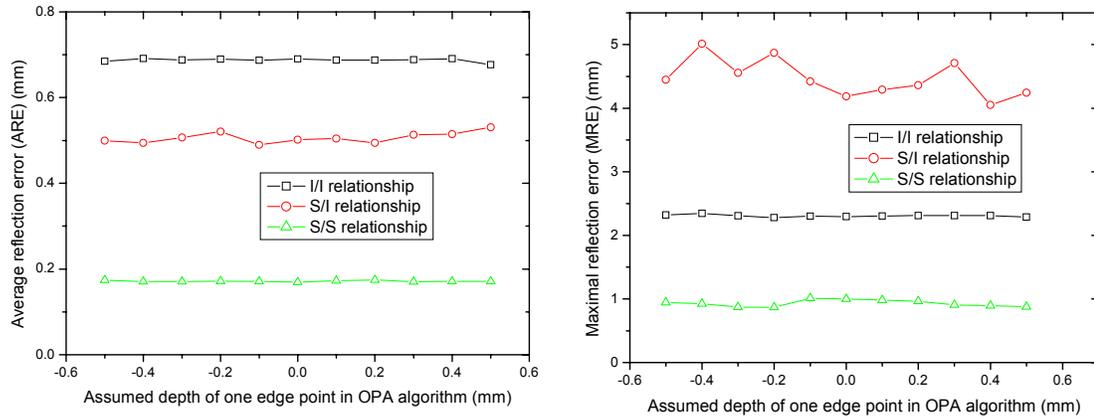 0.8
0.6
0.4
0.2
0.0
Average reflection error (ARE) (mm)
I/I relationship
S/I relationship
S/S relationship
-0.6 -0.4 -0.2 0.0 0.2 0.4 0.6
Assumed depth of one edge point in OPA algorithm (mm)
5
4
3
2
1
0
Maximal reflection error (MRE) (mm)
I/I relationship
S/I relationship
S/S relationship
-0.6 -0.4 -0.2 0.0 0.2 0.4 0.6
Assumed depth of one edge point in OPA algorithm (mm)